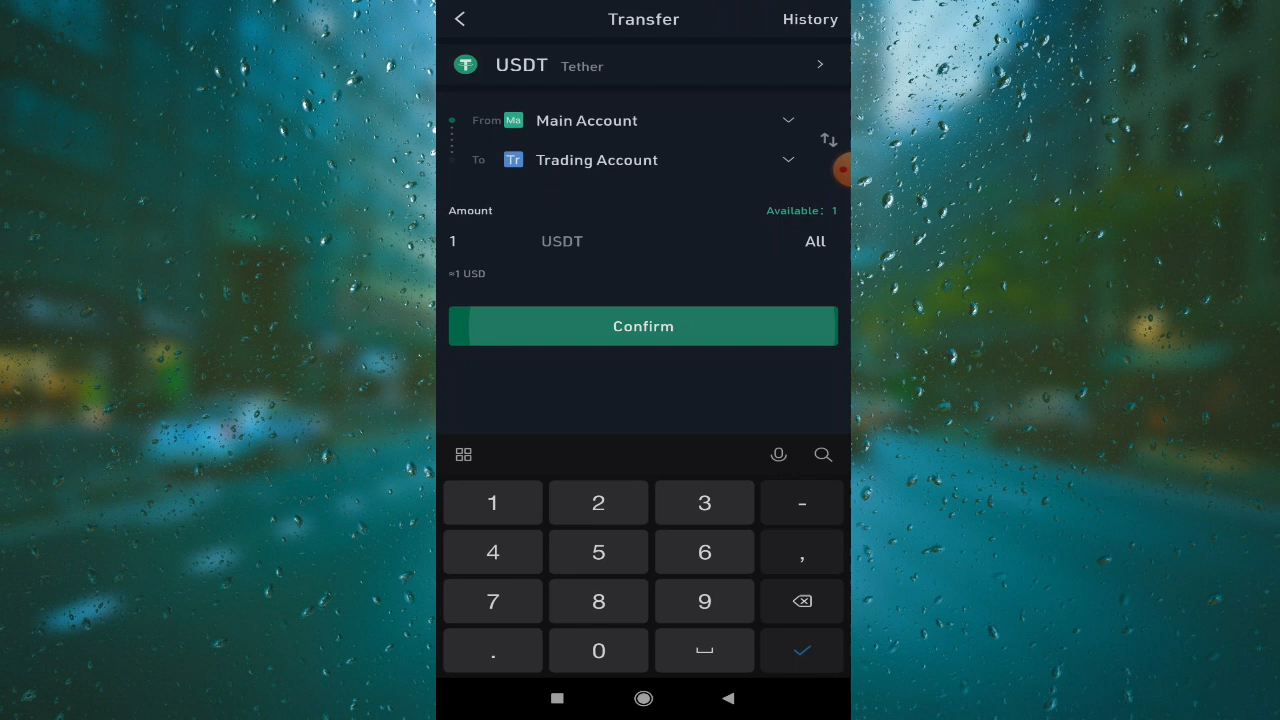 Transfer History
USDT Tether
From Ma Main Account
To Tr Trading Account
Amount Available: 1
1 USDT All
≈1 USD
Confirm
1 2 3 -
4 5 6 ,
7 8 9
. 0